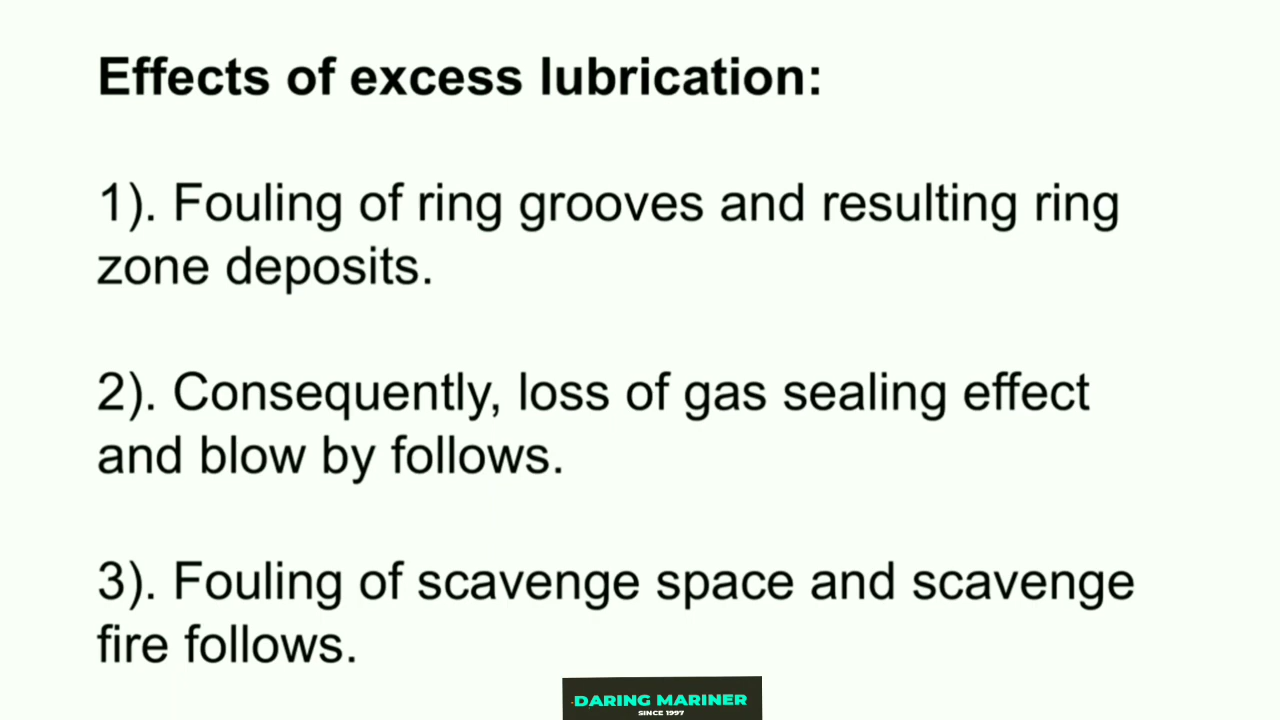 Effects of excess lubrication:
1). Fouling of ring grooves and resulting ring
zone deposits.
2). Consequently, loss of gas sealing effect
and blow by follows.
3). Fouling of scavenge space and scavenge
fire follows.
DARING MARINER
SINCE 1997